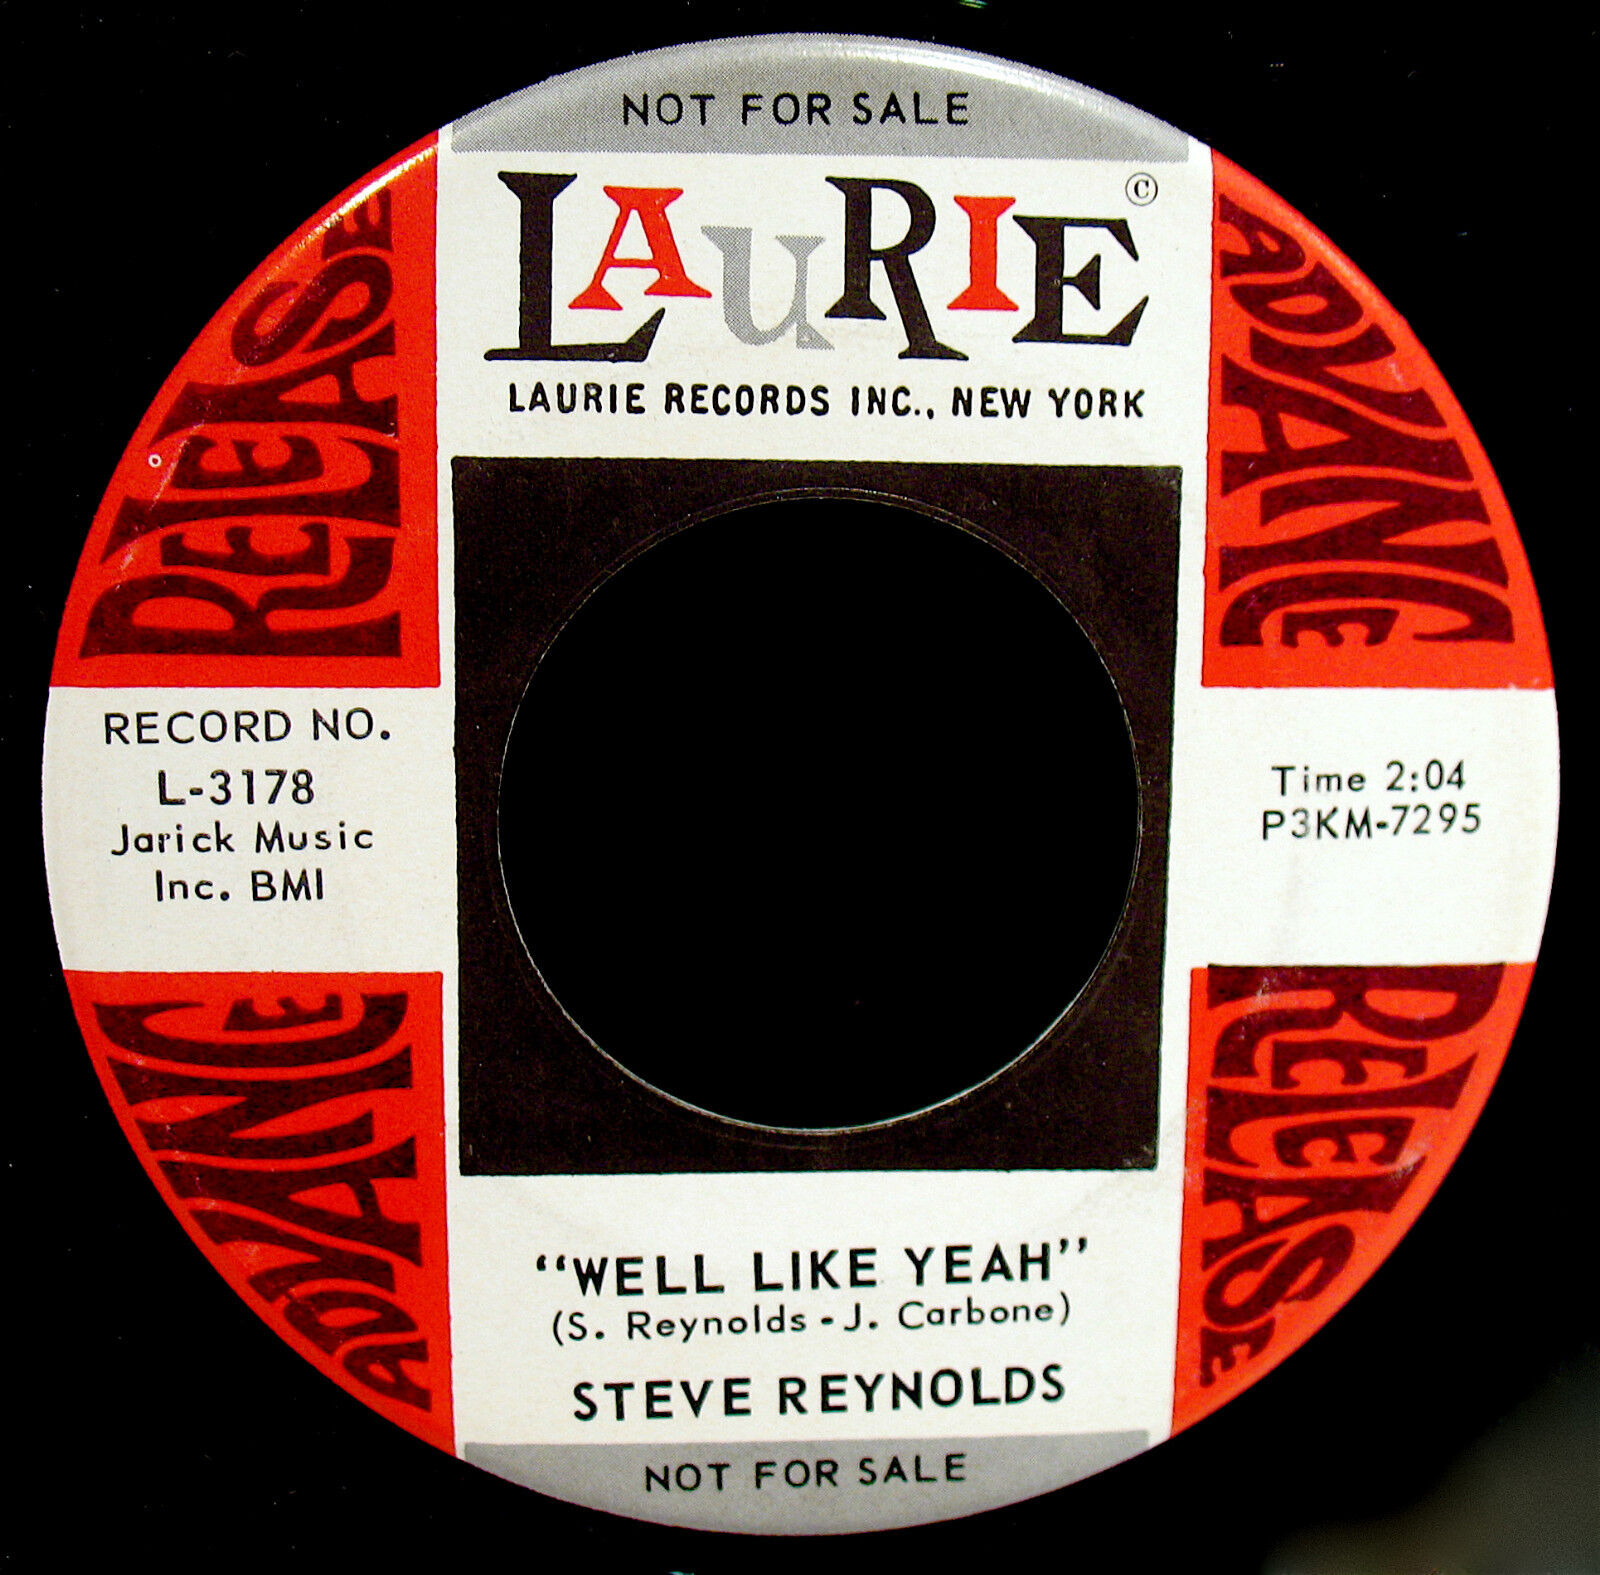 NOT FOR SALE
LAURIE ©
LAURIE RECORDS INC., NEW YORK
RELEASE
ADVANCE
RECORD NO.
L-3178
Jarick Music
Inc. BMI
Time 2:04
P3KM-7295
ADVANCE
RELEASE
"WELL LIKE YEAH"
(S. Reynolds - J. Carbone)
STEVE REYNOLDS
NOT FOR SALE